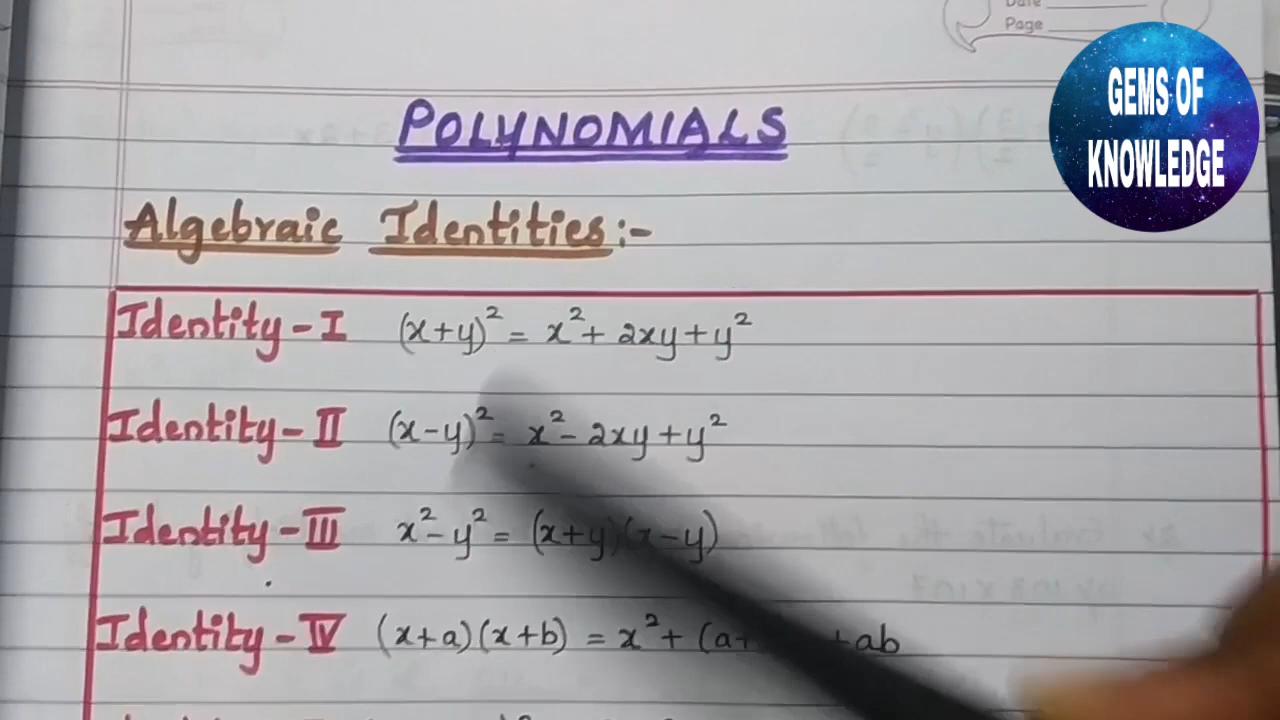 Date
Page
GEMS OF
KNOWLEDGE
POLYNOMIALS
Algebraic Identities:-
Identity - I (x+y)² = x² + 2xy + y²
Identity - II (x-y)² = x² - 2xy + y²
Identity - III x² - y² = (x+y)(x-y)
Identity - IV (x+a)(x+b) = x² + (a+ +ab